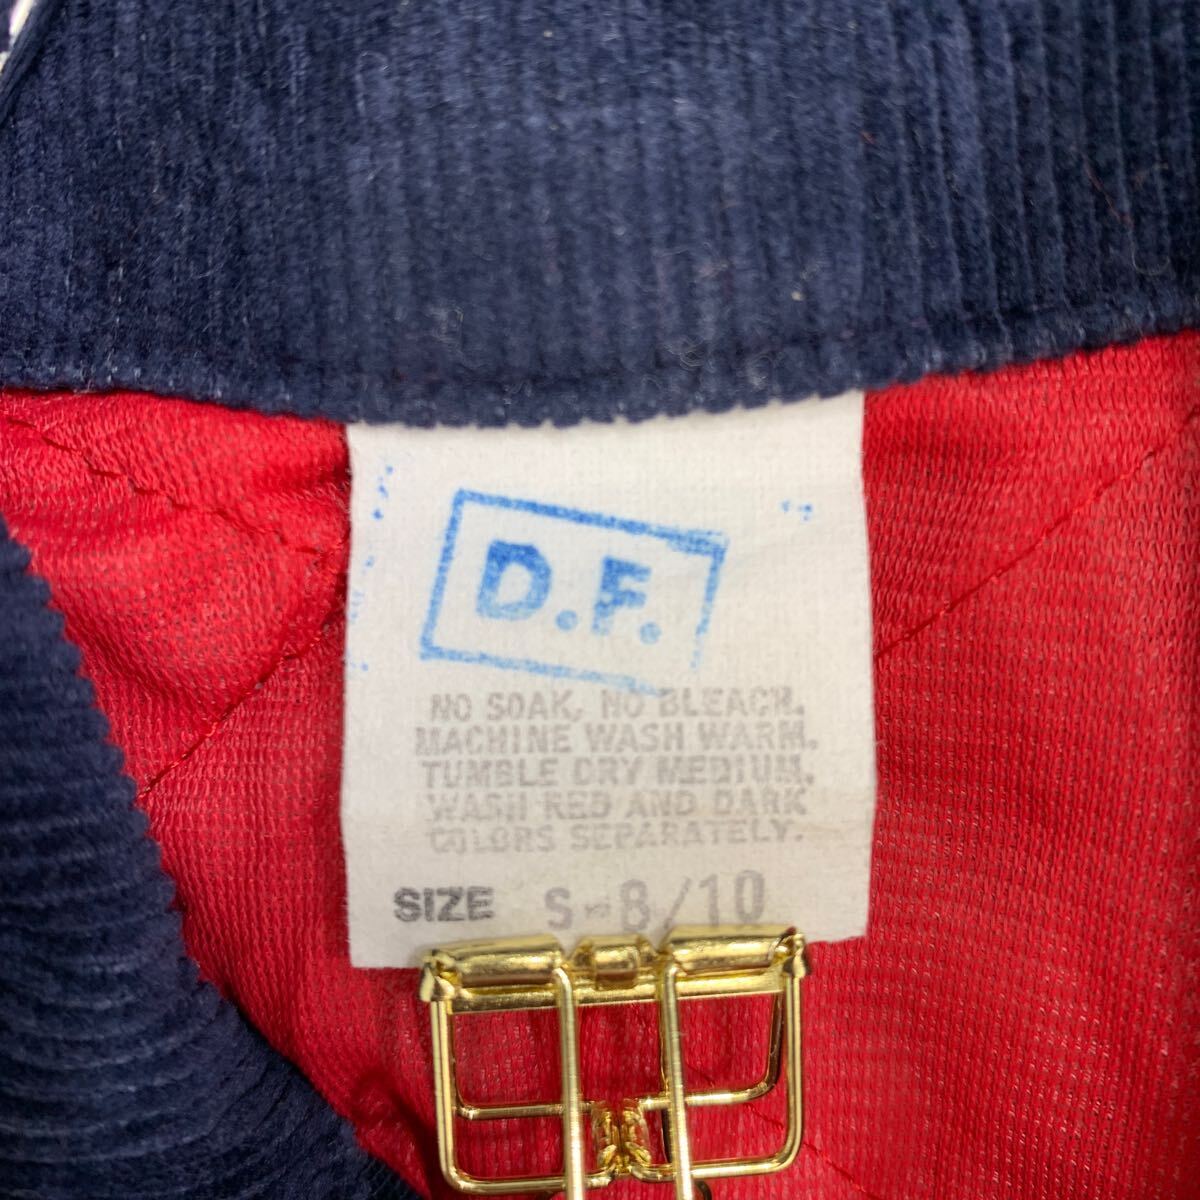 D.F.
NO SOAK, NO BLEACH.
MACHINE WASH WARM.
TUMBLE DRY MEDIUM.
WASH RED AND DARK
COLORS SEPARATELY.
SIZE S-8/10